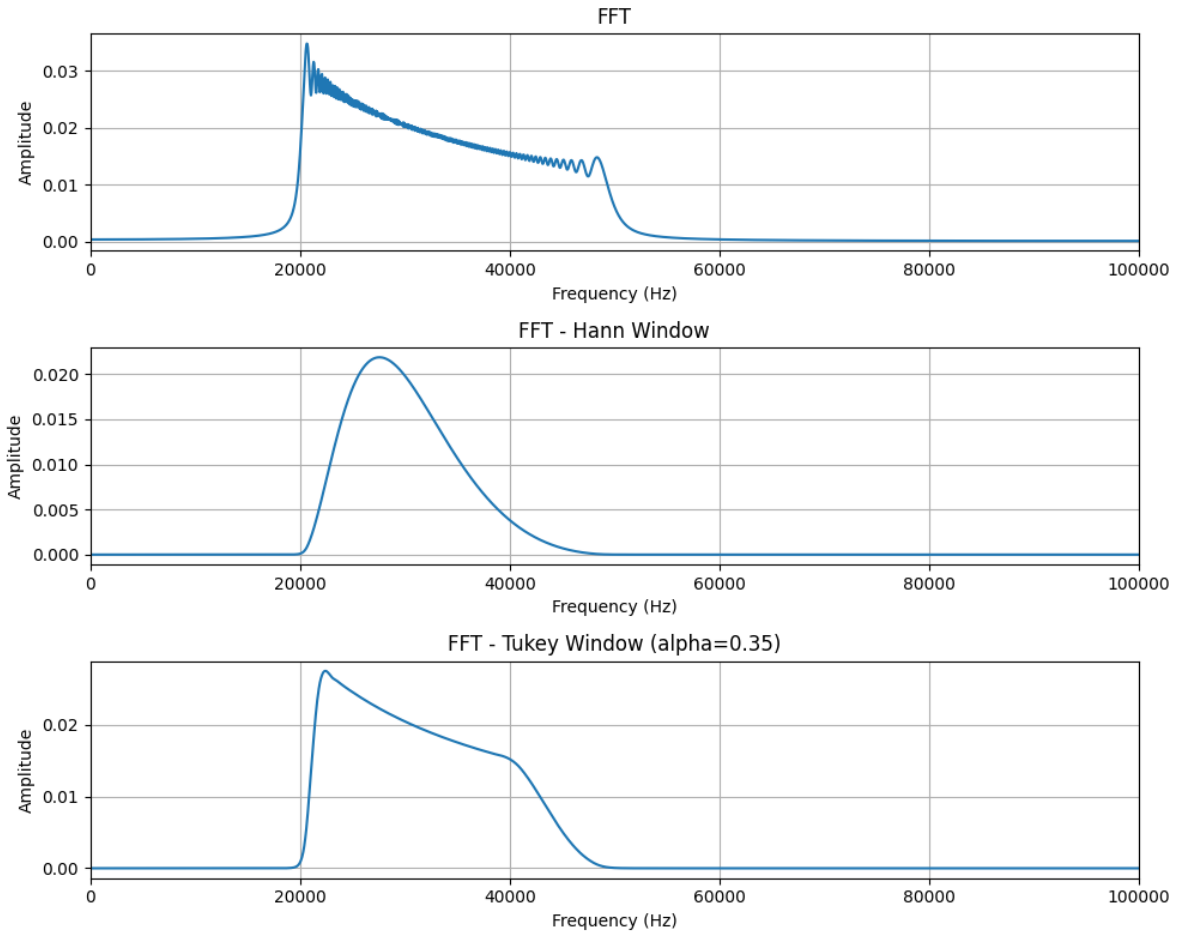 FFT
Amplitude
0.03
0.02
0.01
0.00
0 20000 40000 60000 80000 100000
Frequency (Hz)
FFT - Hann Window
Amplitude
0.020
0.015
0.010
0.005
0.000
0 20000 40000 60000 80000 100000
Frequency (Hz)
FFT - Tukey Window (alpha=0.35)
Amplitude
0.02
0.01
0.00
0 20000 40000 60000 80000 100000
Frequency (Hz)